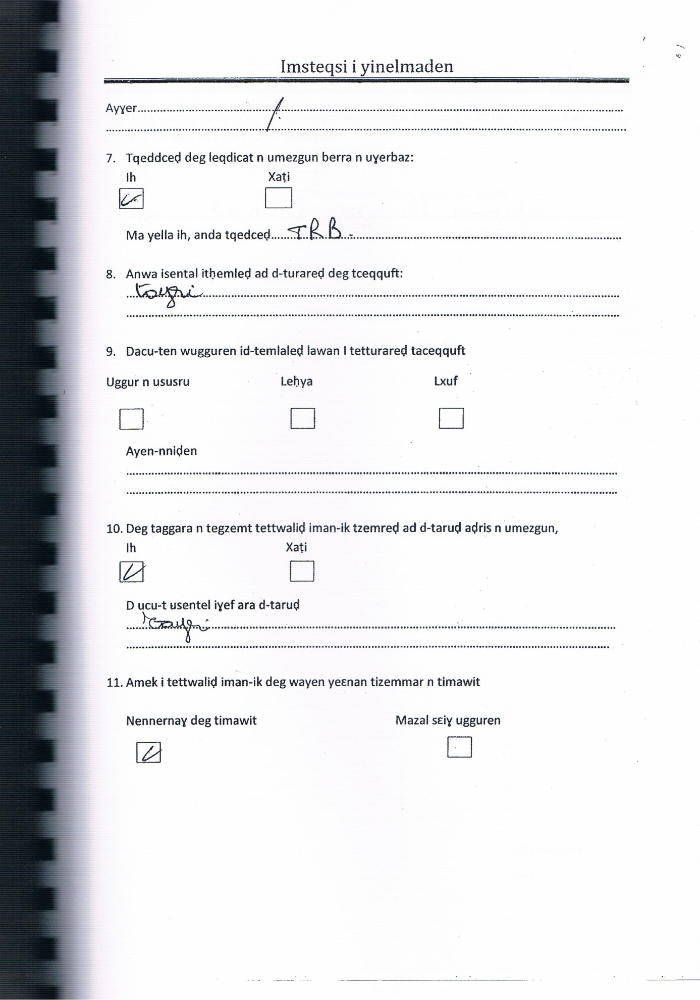 Imsteqsi i yinelmaden
Ayɣer........................................ /. ........................................
........................................
7. Tqeddceḍ deg leqdicat n umezgun berra n uɣerbaz:
Ih Xaṭi
Ma yella ih, anda tqedceḍ........TRB.........................
8. Anwa isental itḥemleḍ ad d-turareḍ deg tceqquft:
....tayri........................................
........................................
9. Dacu-ten wugguren id-temlaleḍ lawan I tetturareḍ taceqquft
Uggur n ususru Leḥya Lxuf
Ayen-nniḍen
........................................
........................................
10. Deg taggara n tegzemt tettwaliḍ iman-ik tzemreḍ ad d-taruḍ aḍris n umezgun,
Ih Xaṭi
D ucu-t usentel iɣef ara d-taruḍ
......tayri........................................
........................................
11. Amek i tettwaliḍ iman-ik deg wayen yeɛnan tizemmar n timawit
Nennernaɣ deg timawit Mazal sɛiɣ ugguren